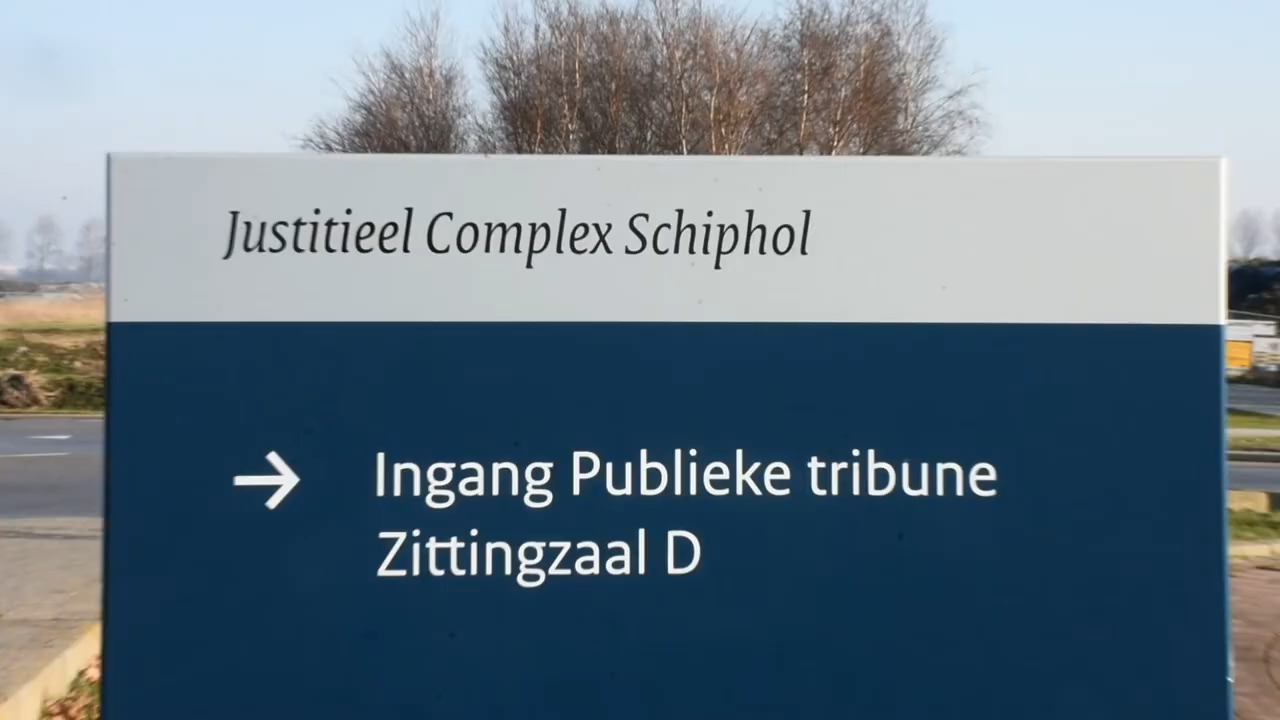 Justitieel Complex Schiphol
→ Ingang Publieke tribune
Zittingzaal D